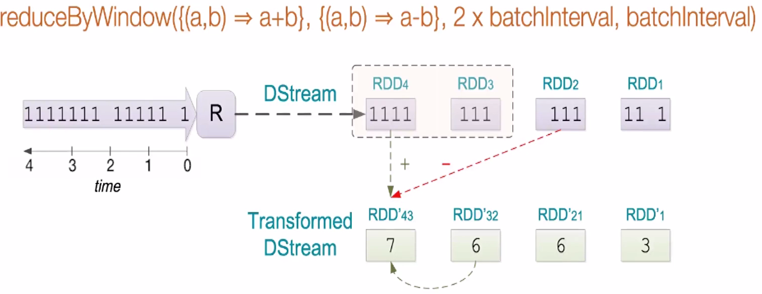 reduceByWindow({(a,b) ⇒ a+b}, {(a,b) ⇒ a-b}, 2 x batchInterval, batchInterval)
RDD4 RDD3 RDD2 RDD1
DStream
1111111 11111 1 R 1111 111 111 11 1
4 3 2 1 0
time
+ −
Transformed
DStream
RDD'43 RDD'32 RDD'21 RDD'1
7 6 6 3